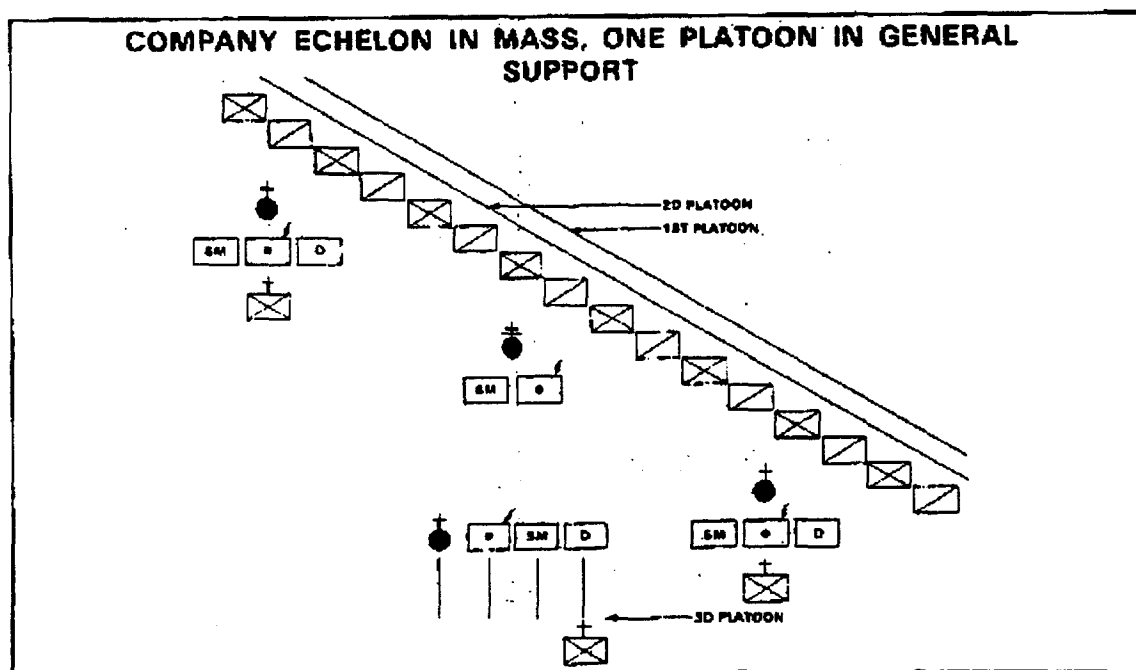 COMPANY ECHELON IN MASS, ONE PLATOON IN GENERAL
SUPPORT
2D PLATOON
1ST PLATOON
SM D
SM
SM D
SM D
3D PLATOON